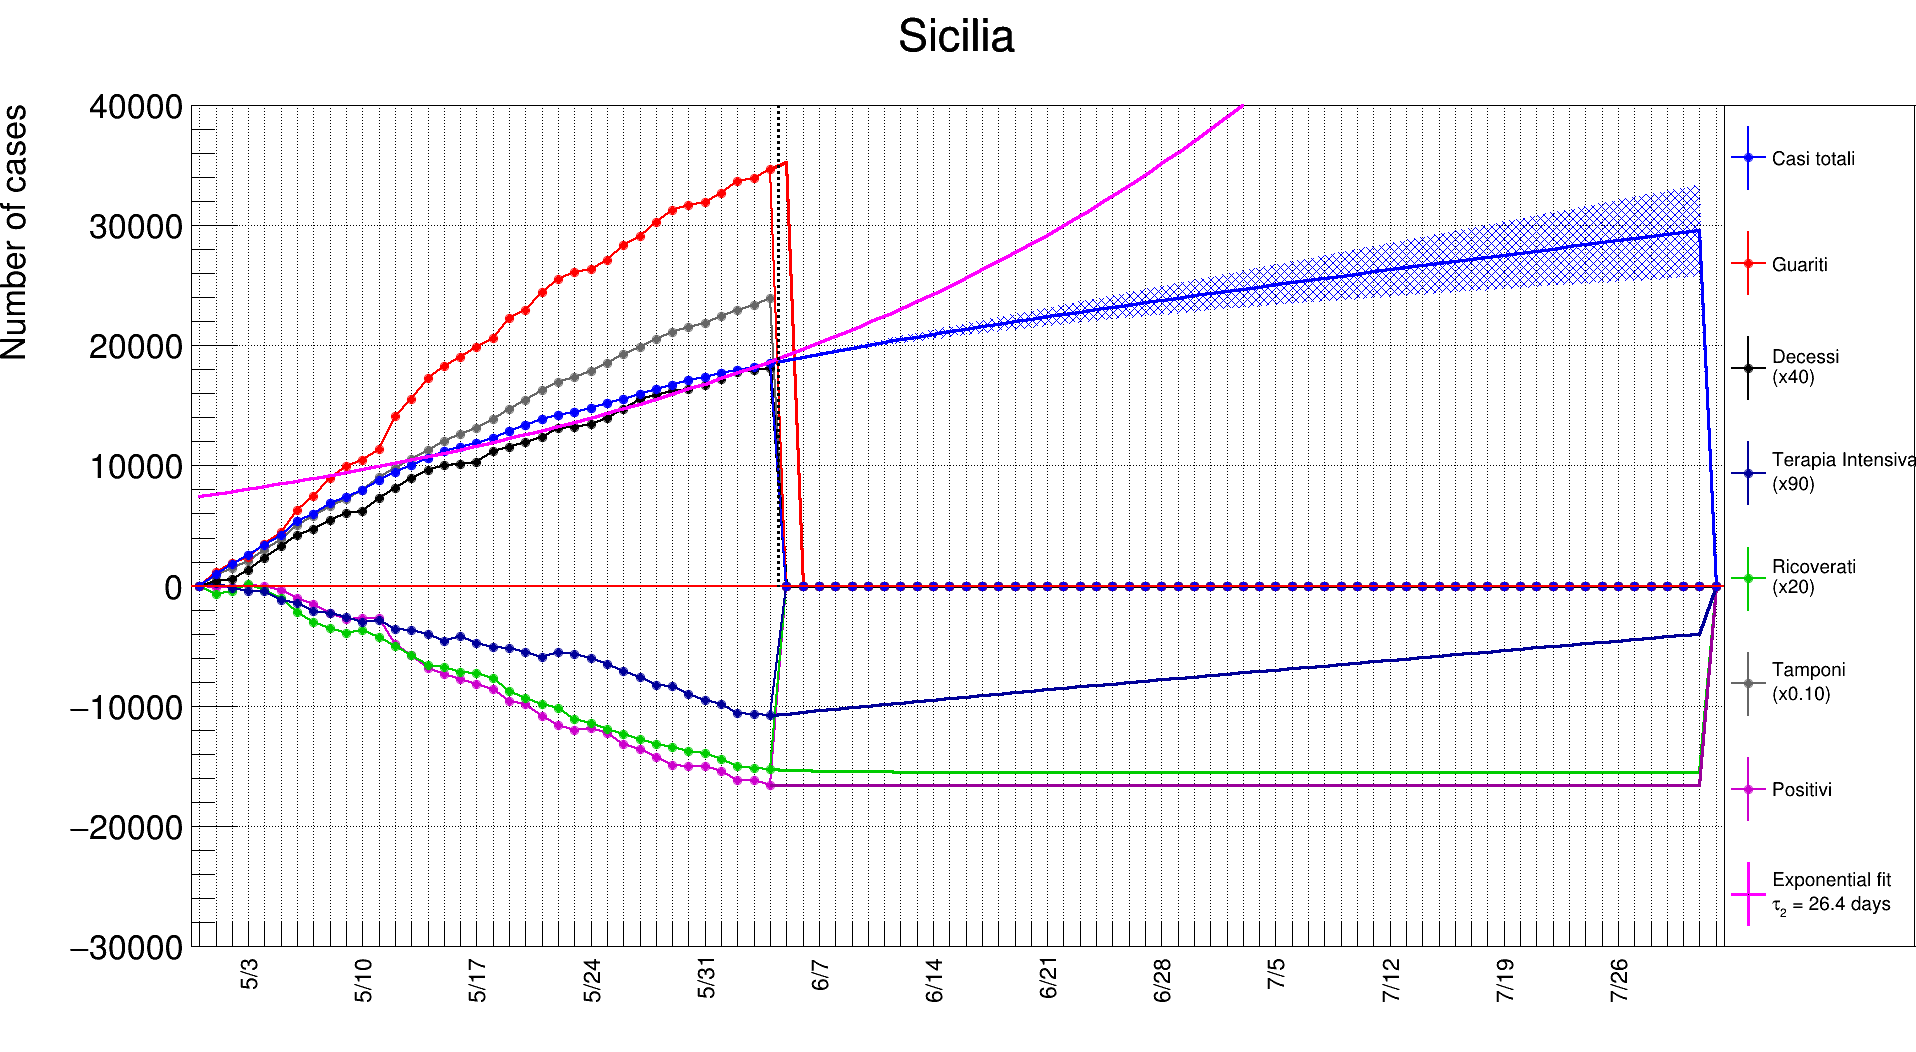 Sicilia
Number of cases
40000
30000
20000
10000
0
−10000
−20000
−30000
5/3
5/10
5/17
5/24
5/31
6/7
6/14
6/21
6/28
7/5
7/12
7/19
7/26
Casi totali
Guariti
Decessi
(x40)
Terapia Intensiva
(x90)
Ricoverati
(x20)
Tamponi
(x0.10)
Positivi
Exponential fit
τ2 = 26.4 days